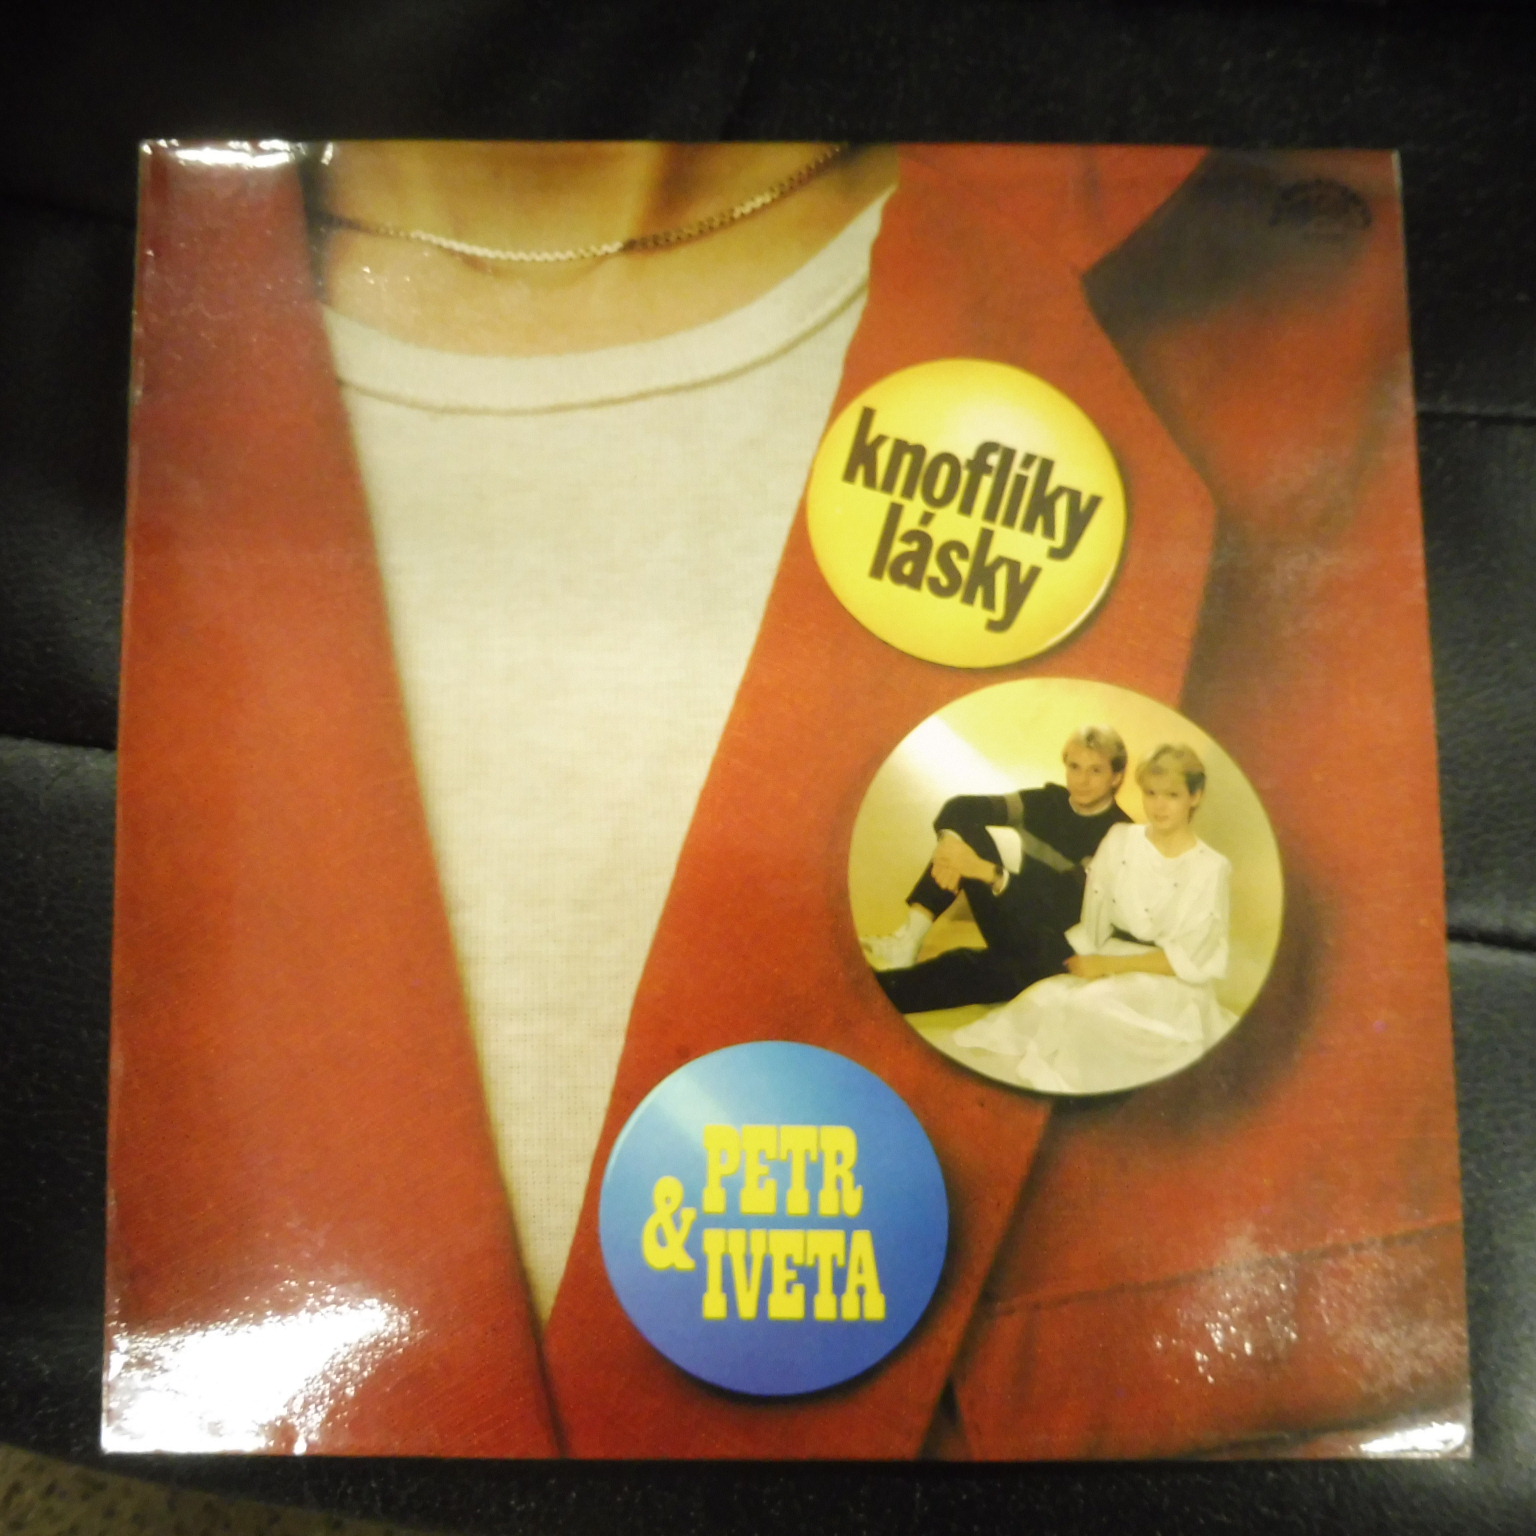 knoflíky
lásky
PETR
& IVETA